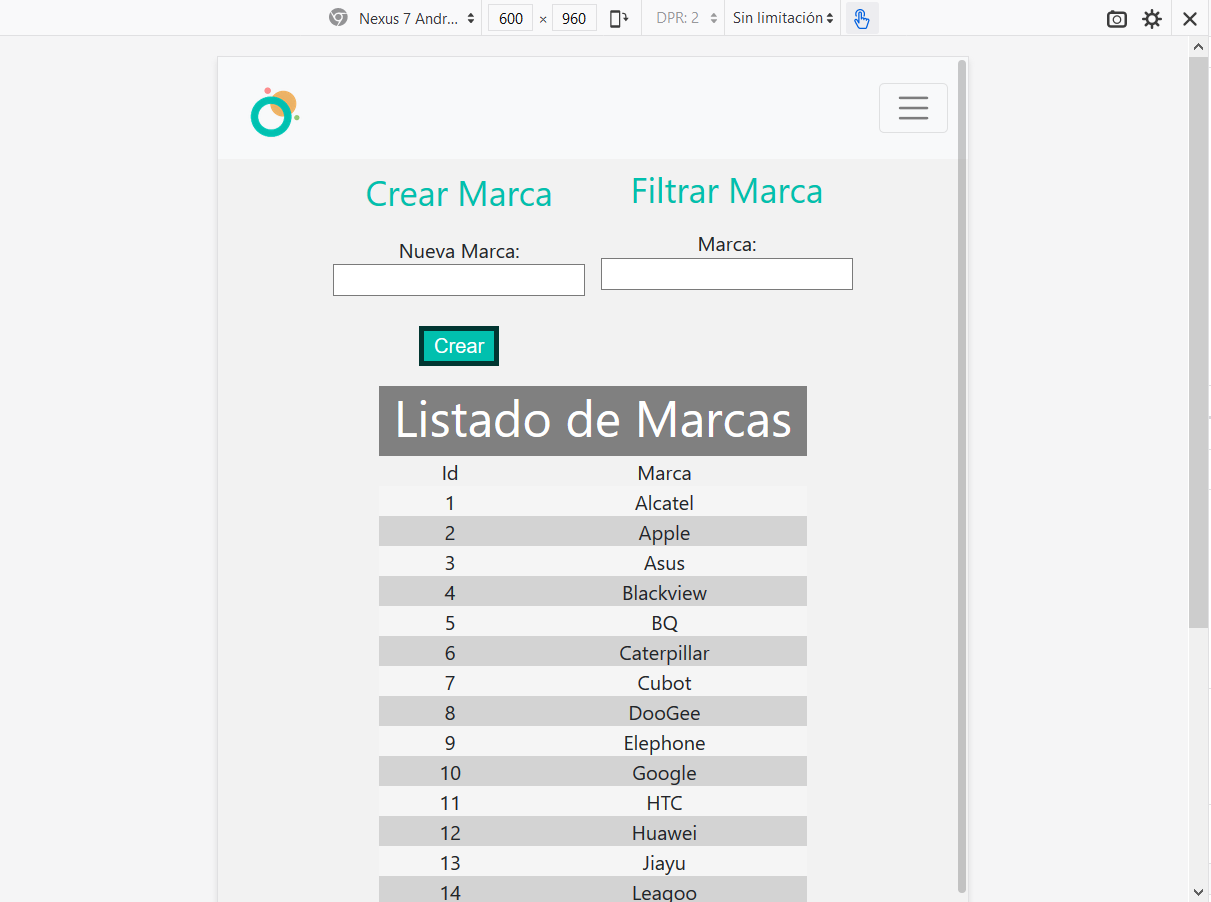 Nexus 7 Andr... 600 × 960 DPR: 2 Sin limitación
Crear Marca
Nueva Marca:
Crear
Filtrar Marca
Marca:
Listado de Marcas
Id Marca
1 Alcatel
2 Apple
3 Asus
4 Blackview
5 BQ
6 Caterpillar
7 Cubot
8 DooGee
9 Elephone
10 Google
11 HTC
12 Huawei
13 Jiayu
14 Leagoo